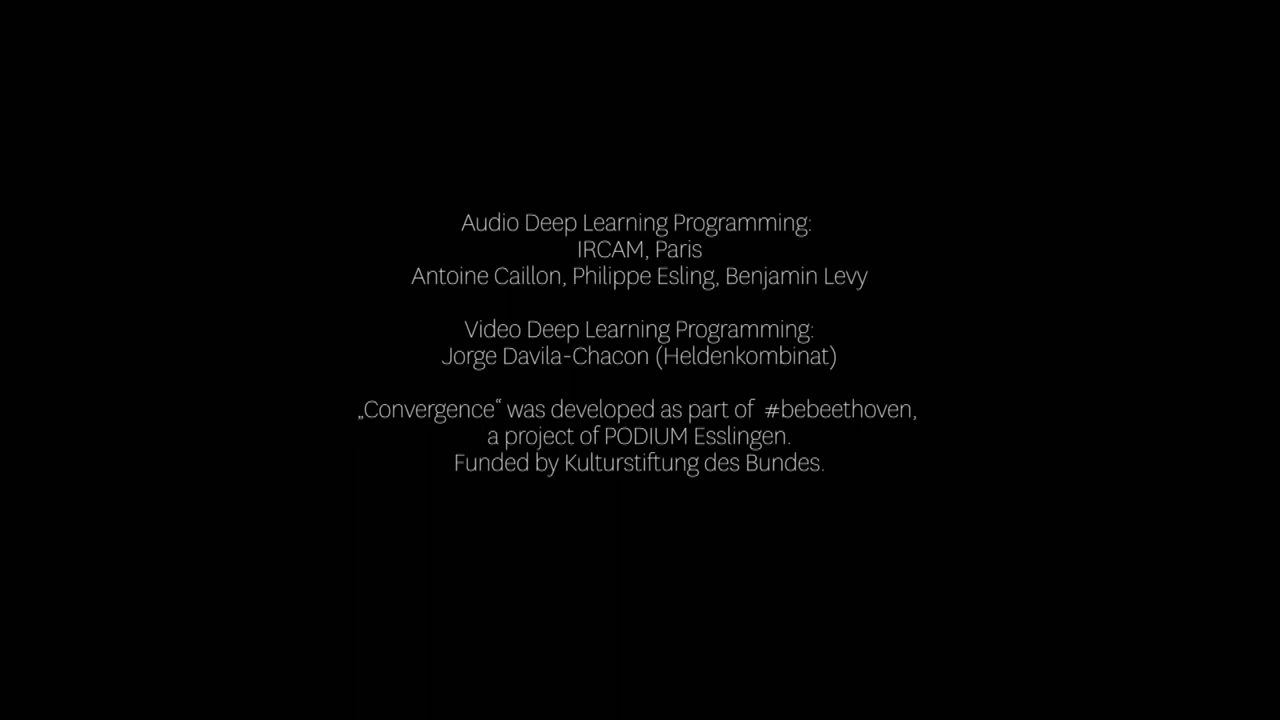 Audio Deep Learning Programming:
IRCAM, Paris
Antoine Caillon, Philippe Esling, Benjamin Levy
Video Deep Learning Programming:
Jorge Davila-Chacon (Heldenkombinat)
„Convergence“ was developed as part of #bebeethoven,
a project of PODIUM Esslingen.
Funded by Kulturstiftung des Bundes.